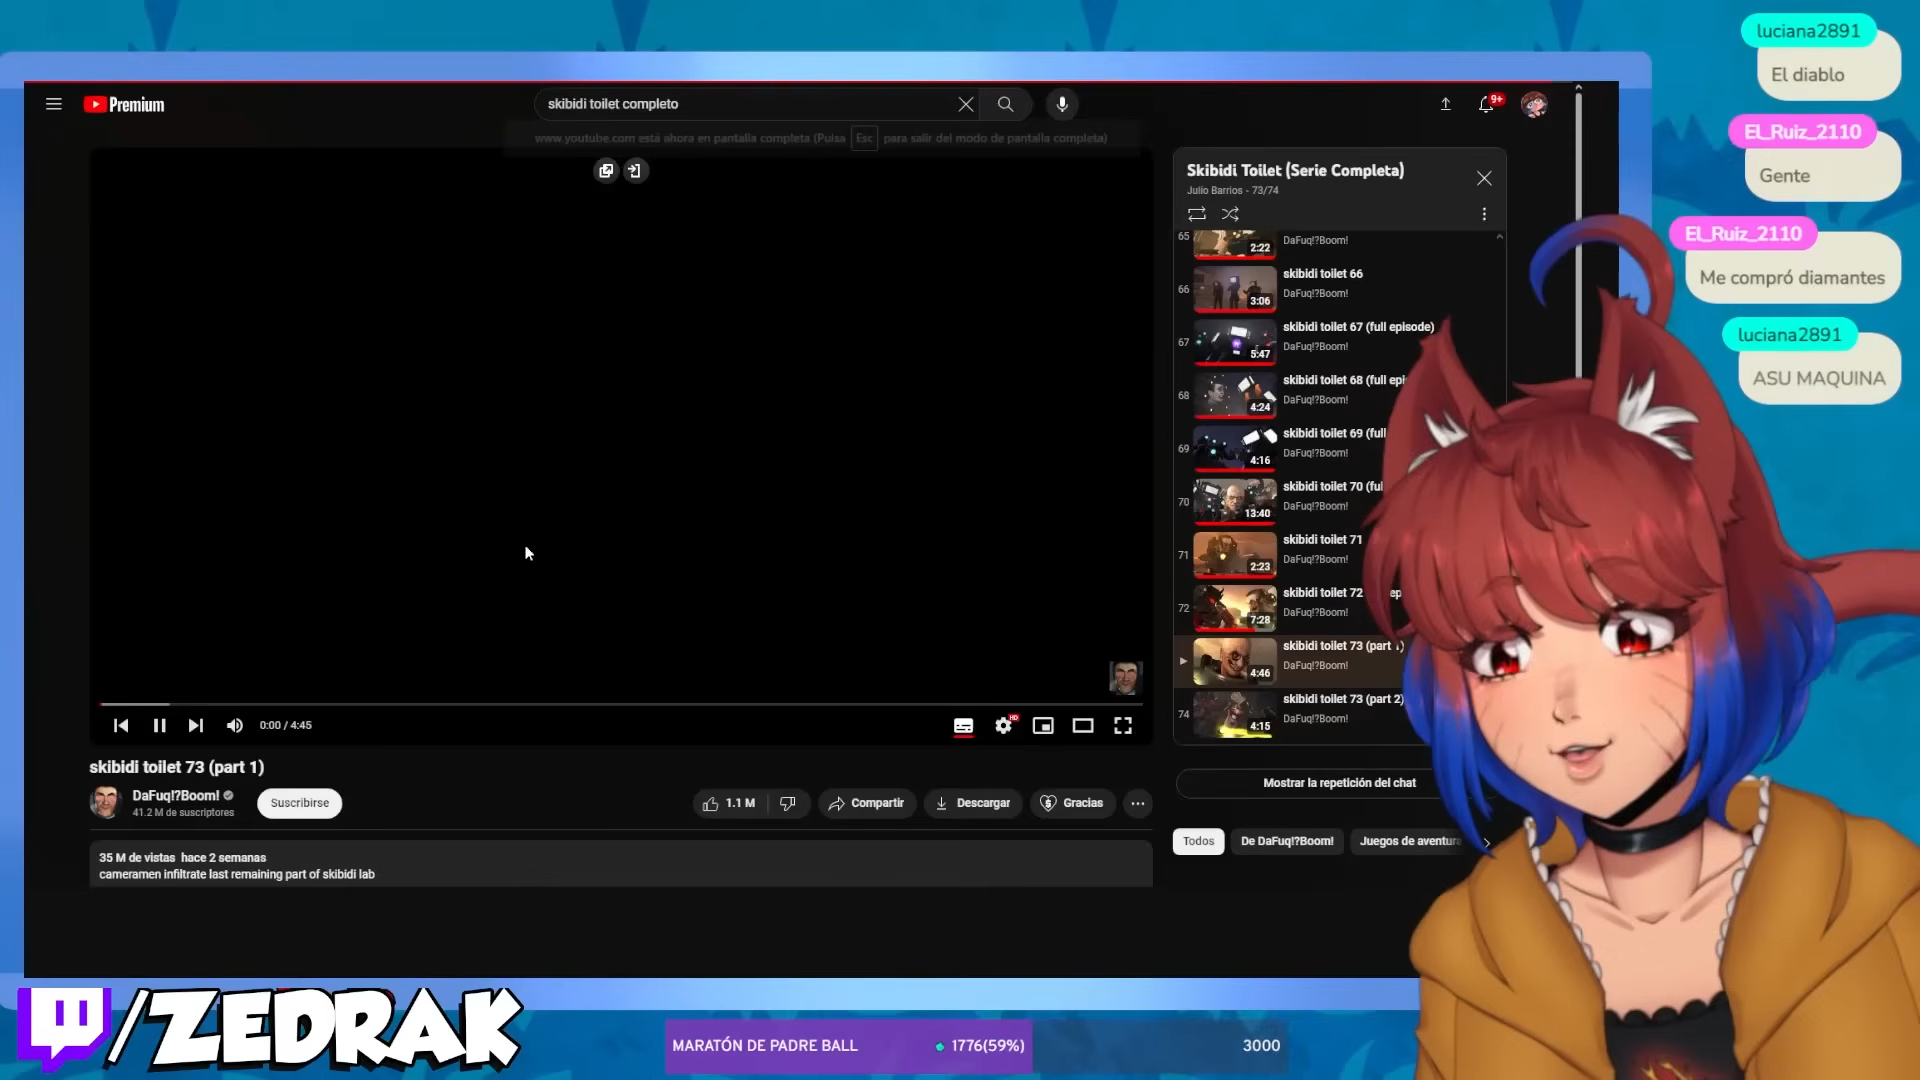 Premium
skibidi toilet completo
9+
www.youtube.com está ahora en pantalla completa (Pulsa Esc para salir del modo de pantalla completa)
Skibidi Toilet (Serie Completa)
Julio Barrios - 73/74
65
2:22
DaFuq!?Boom!
66
3:06
skibidi toilet 66
DaFuq!?Boom!
67
5:47
skibidi toilet 67 (full episode)
DaFuq!?Boom!
68
4:24
skibidi toilet 68 (full epi
DaFuq!?Boom!
69
4:16
skibidi toilet 69 (full
DaFuq!?Boom!
70
13:40
skibidi toilet 70 (ful
DaFuq!?Boom!
71
2:23
skibidi toilet 71
DaFuq!?Boom!
72
7:28
skibidi toilet 72
DaFuq!?Boom!
4:46
skibidi toilet 73 (part 1)
DaFuq!?Boom!
74
4:15
skibidi toilet 73 (part 2)
DaFuq!?Boom!
0:00 / 4:45
HD
skibidi toilet 73 (part 1)
DaFuq!?Boom!
41.2 M de suscriptores
Suscribirse
1.1 M
Compartir
Descargar
Gracias
35 M de vistas hace 2 semanas
cameramen infiltrate last remaining part of skibidi lab
Mostrar la repetición del chat
Todos
De DaFuq!?Boom!
Juegos de aventura
luciana2891
El diablo
El_Ruiz_2110
Gente
El_Ruiz_2110
Me compró diamantes
luciana2891
ASU MAQUINA
/ZEDRAK
MARATÓN DE PADRE BALL 1776(59%) 3000